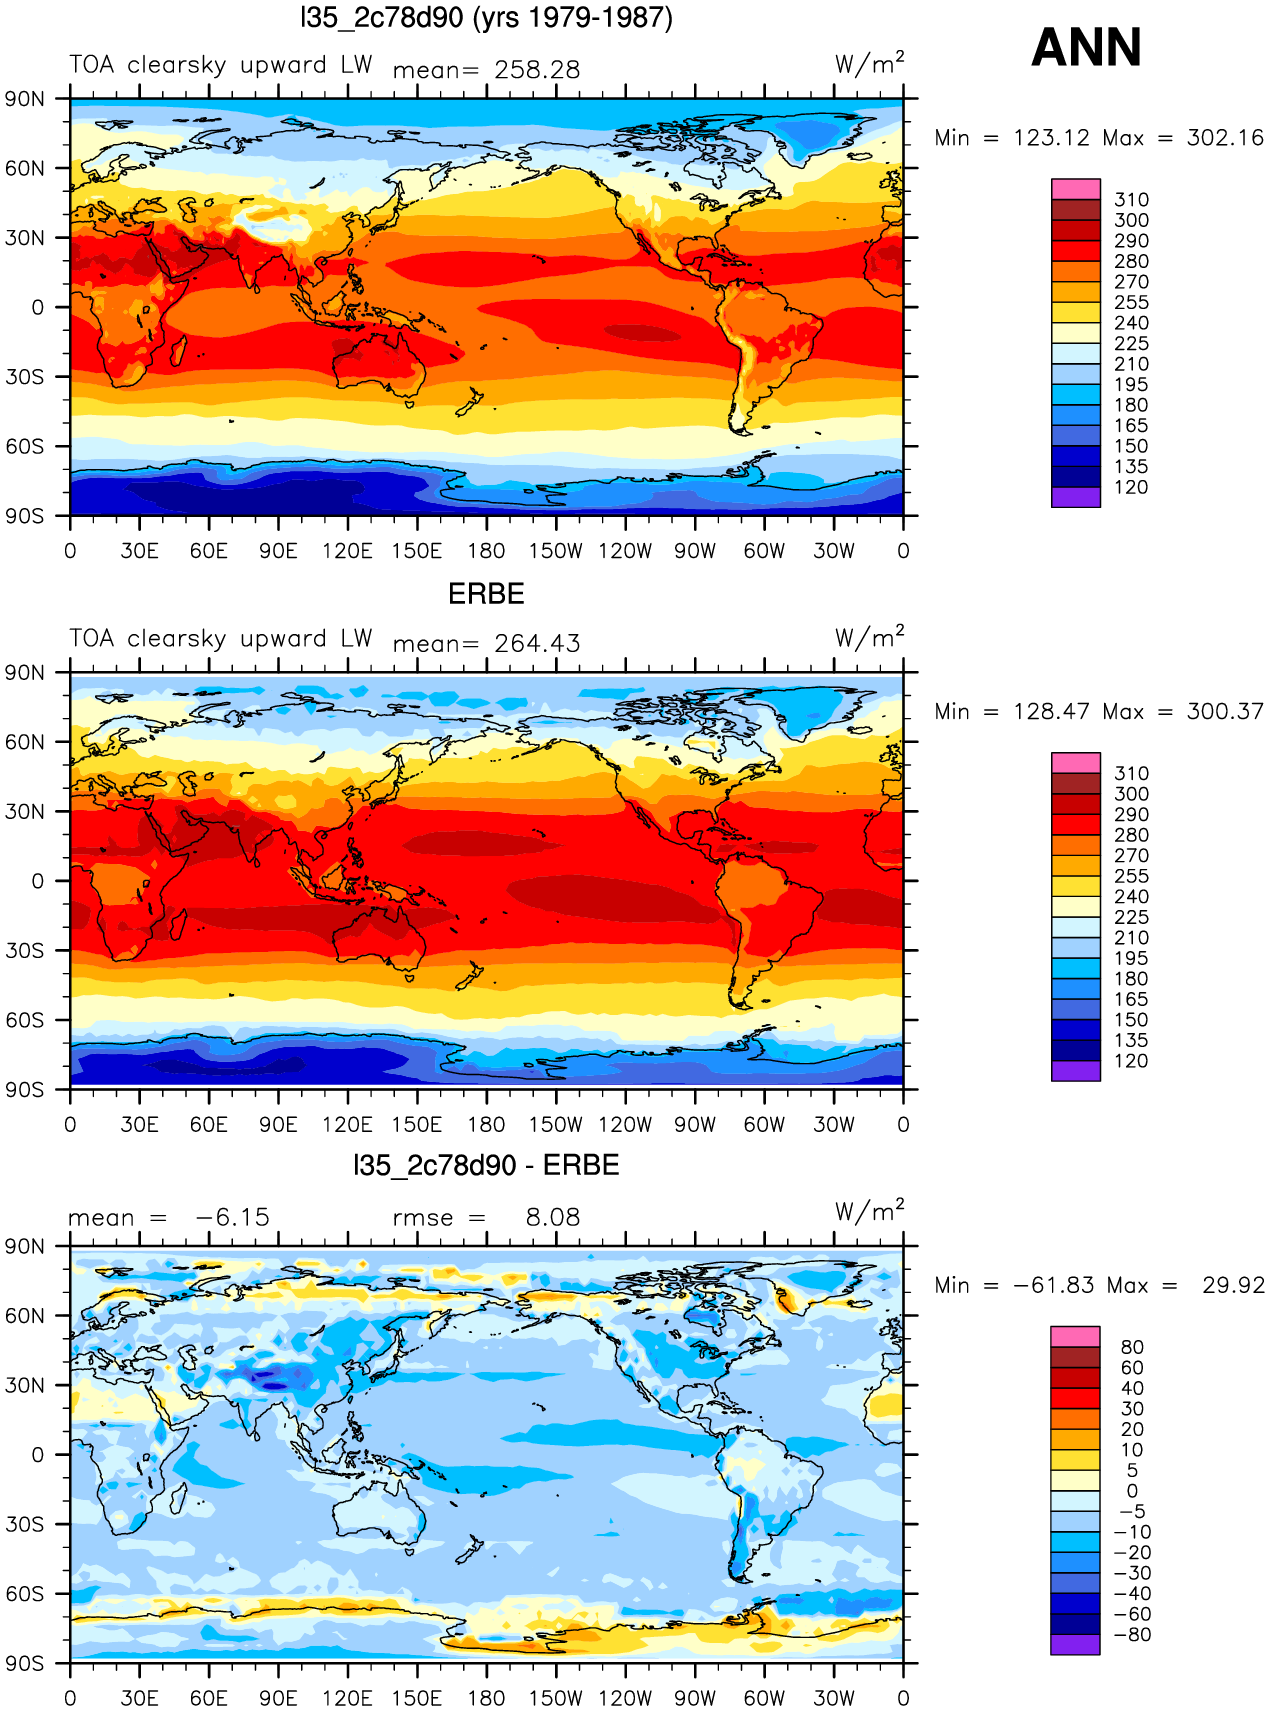 l35_2c78d90 (yrs 1979-1987)
ANN
TOA clearsky upward LW mean= 258.28 W/m²
Min = 123.12 Max = 302.16
90N
60N
30N
0
30S
60S
90S
0 30E 60E 90E 120E 150E 180 150W 120W 90W 60W 30W 0
310
300
290
280
270
255
240
225
210
195
180
165
150
135
120
ERBE
TOA clearsky upward LW mean= 264.43 W/m²
Min = 128.47 Max = 300.37
90N
60N
30N
0
30S
60S
90S
0 30E 60E 90E 120E 150E 180 150W 120W 90W 60W 30W 0
310
300
290
280
270
255
240
225
210
195
180
165
150
135
120
l35_2c78d90 - ERBE
mean = −6.15 rmse = 8.08 W/m²
Min = −61.83 Max = 29.92
90N
60N
30N
0
30S
60S
90S
0 30E 60E 90E 120E 150E 180 150W 120W 90W 60W 30W 0
80
60
40
30
20
10
5
0
−5
−10
−20
−30
−40
−60
−80